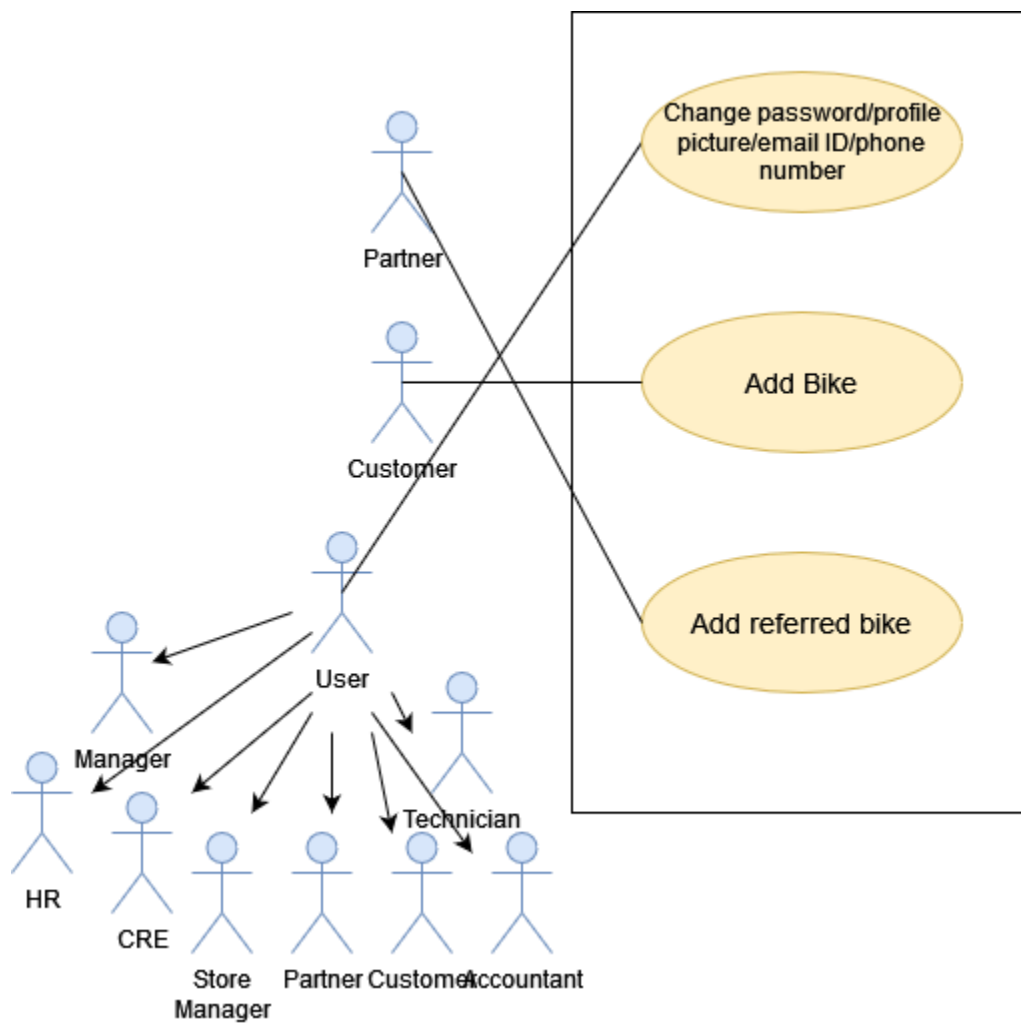 Change password/profile
picture/email ID/phone
number
Partner
Add Bike
Customer
Add referred bike
User
Manager
Technician
HR
CRE
Store
Manager
Partner
Customer
Accountant